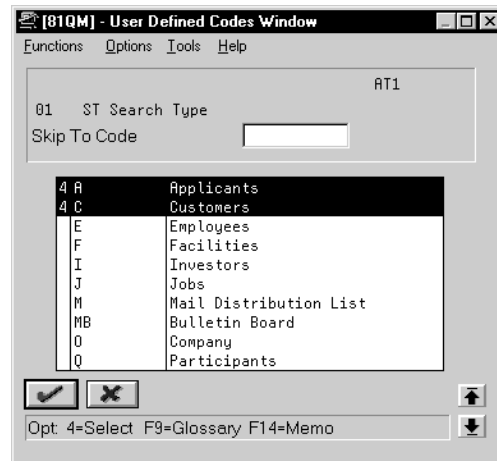 [81QM] - User Defined Codes Window
Functions Options Tools Help
AT1
01 ST Search Type
Skip To Code
4 A Applicants
4 C Customers
E Employees
F Facilities
I Investors
J Jobs
M Mail Distribution List
MB Bulletin Board
O Company
Q Participants
Opt: 4=Select F9=Glossary F14=Memo